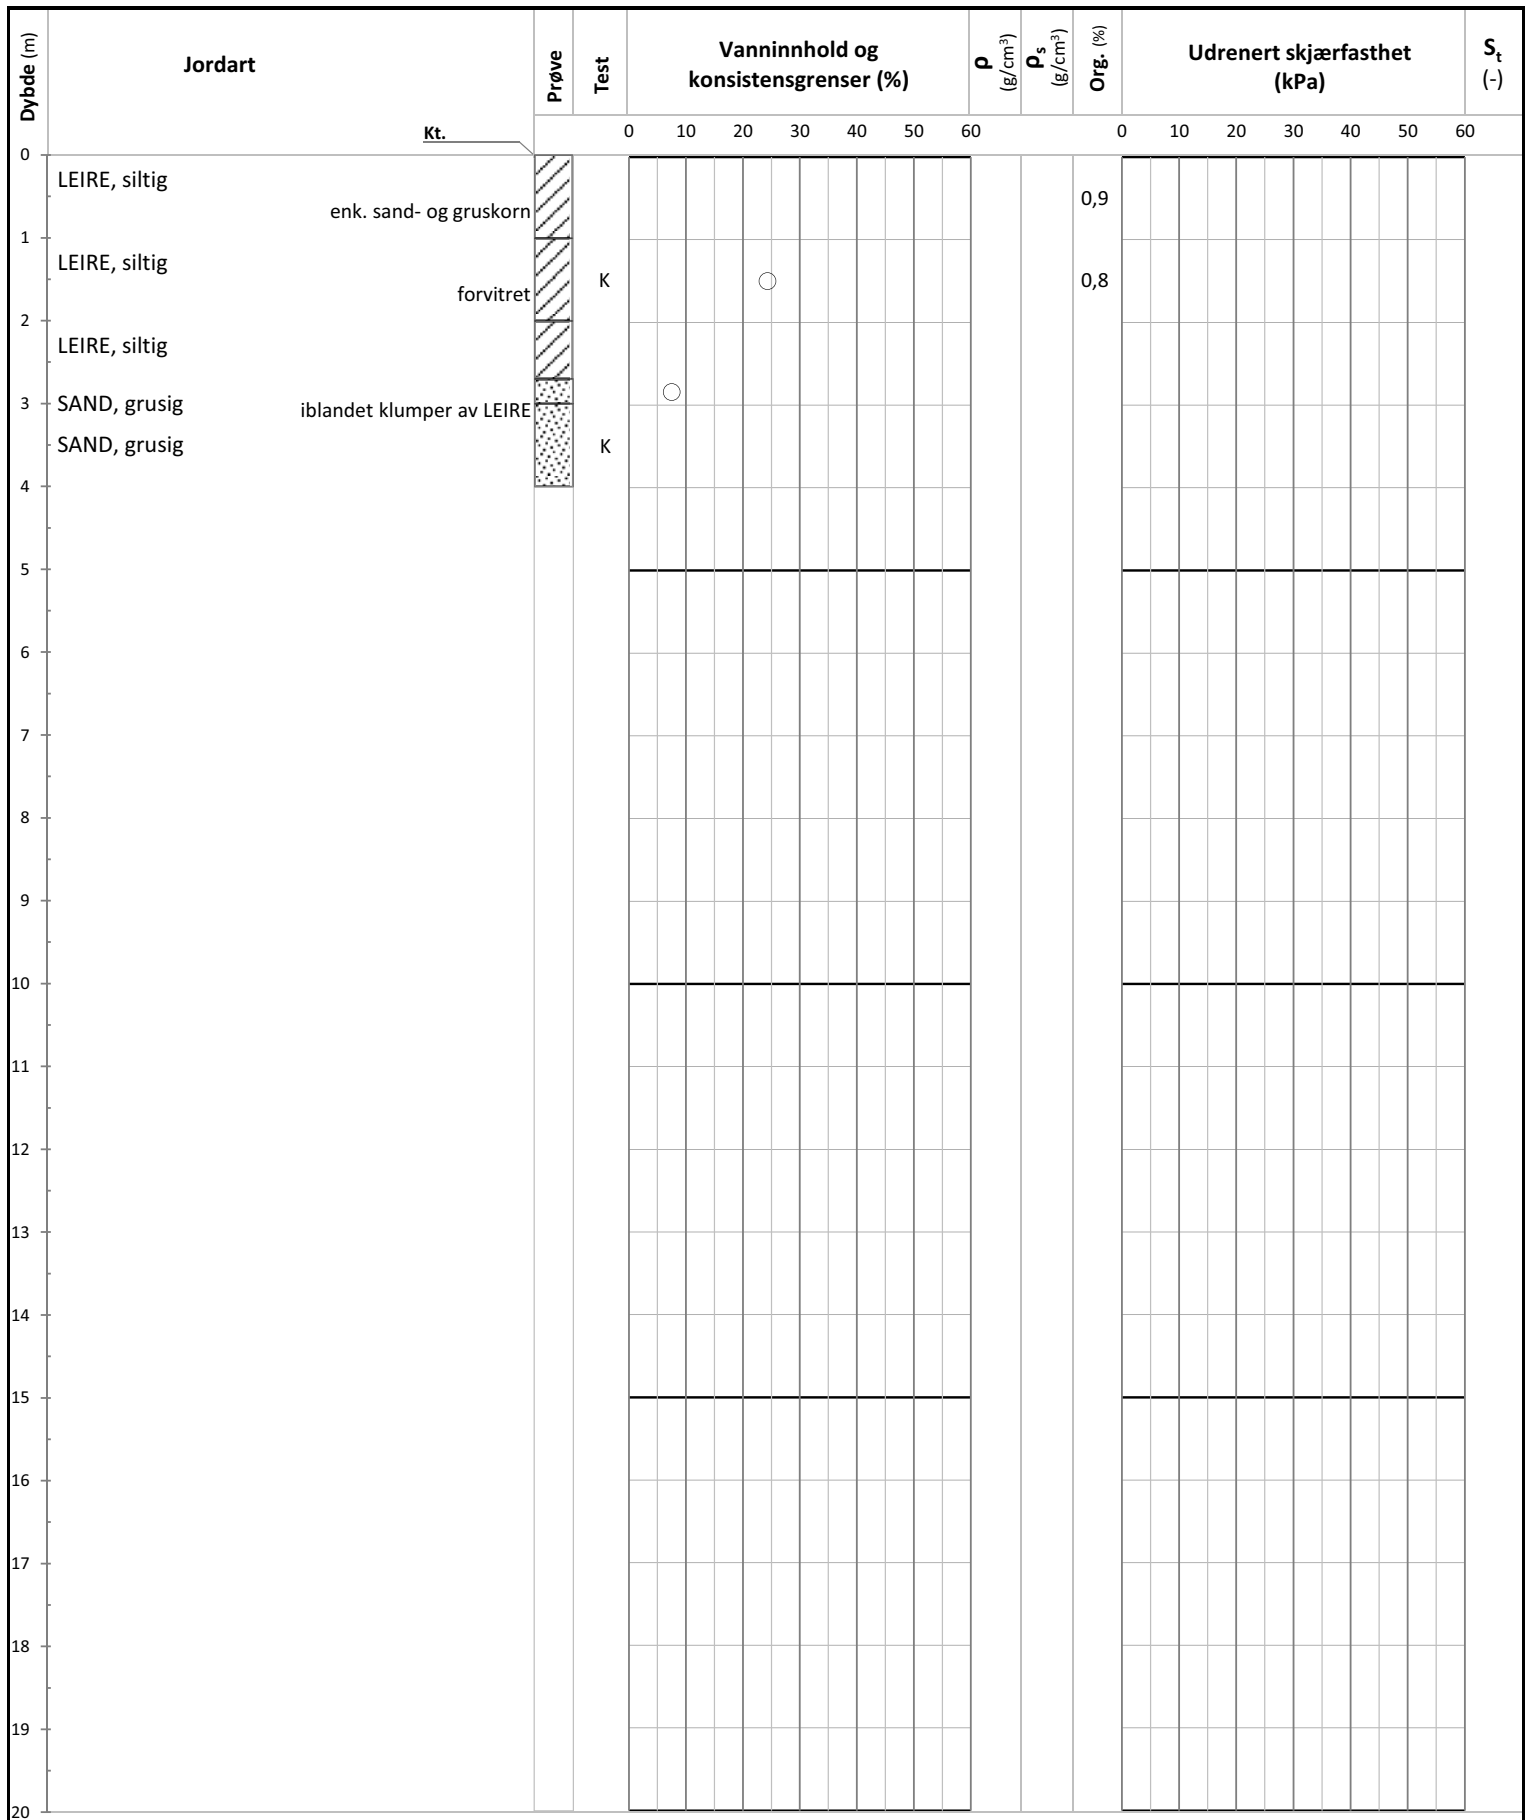 Dybde (m)
Jordart
Prøve
Test
Vanninnhold og
konsistensgrenser (%)
ρ
(g/cm³)
ρs
(g/cm³)
Org. (%)
Udrenert skjærfasthet
(kPa)
St
(-)
Kt.
0 10 20 30 40 50 60
0 10 20 30 40 50 60
0
LEIRE, siltig
0,9
enk. sand- og gruskorn
1
LEIRE, siltig
K
0,8
forvitret
2
LEIRE, siltig
3
SAND, grusig
iblandet klumper av LEIRE
SAND, grusig
K
4
5
6
7
8
9
10
11
12
13
14
15
16
17
18
19
20